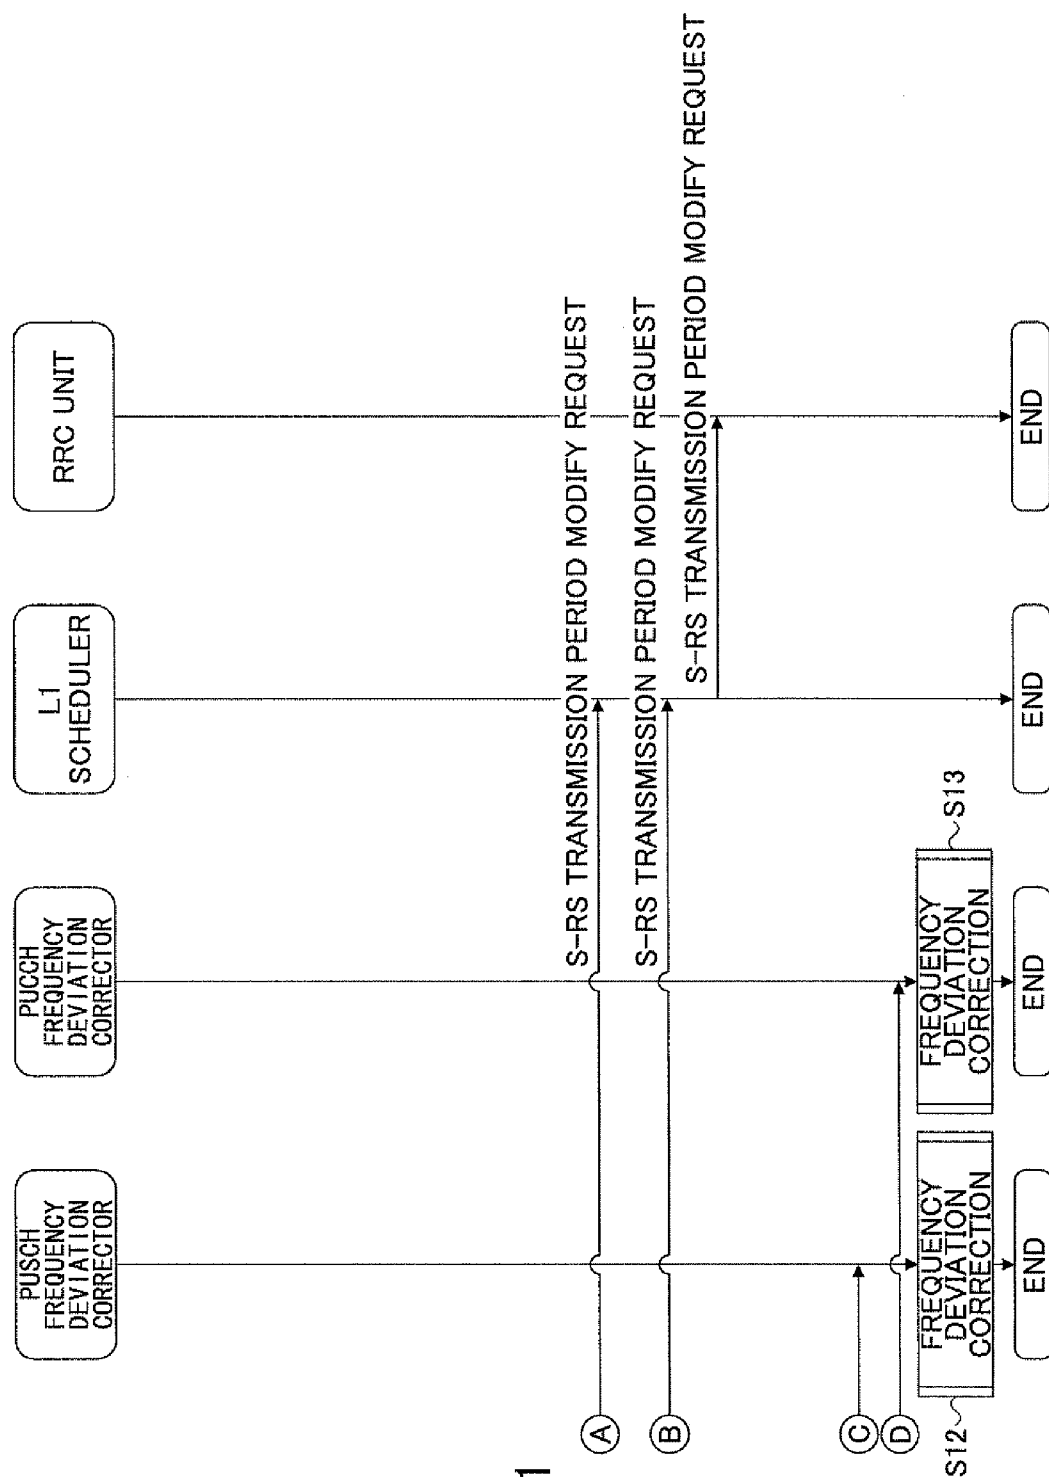 PUSCH
FREQUENCY
DEVIATION
CORRECTOR
PUCCH
FREQUENCY
DEVIATION
CORRECTOR
L1
SCHEDULER
RRC UNIT
A
S-RS TRANSMISSION PERIOD MODIFY REQUEST
B
S-RS TRANSMISSION PERIOD MODIFY REQUEST
S-RS TRANSMISSION PERIOD MODIFY REQUEST
C
D
S12
FREQUENCY
DEVIATION
CORRECTION
FREQUENCY
DEVIATION
CORRECTION
S13
END
END
END
END
1